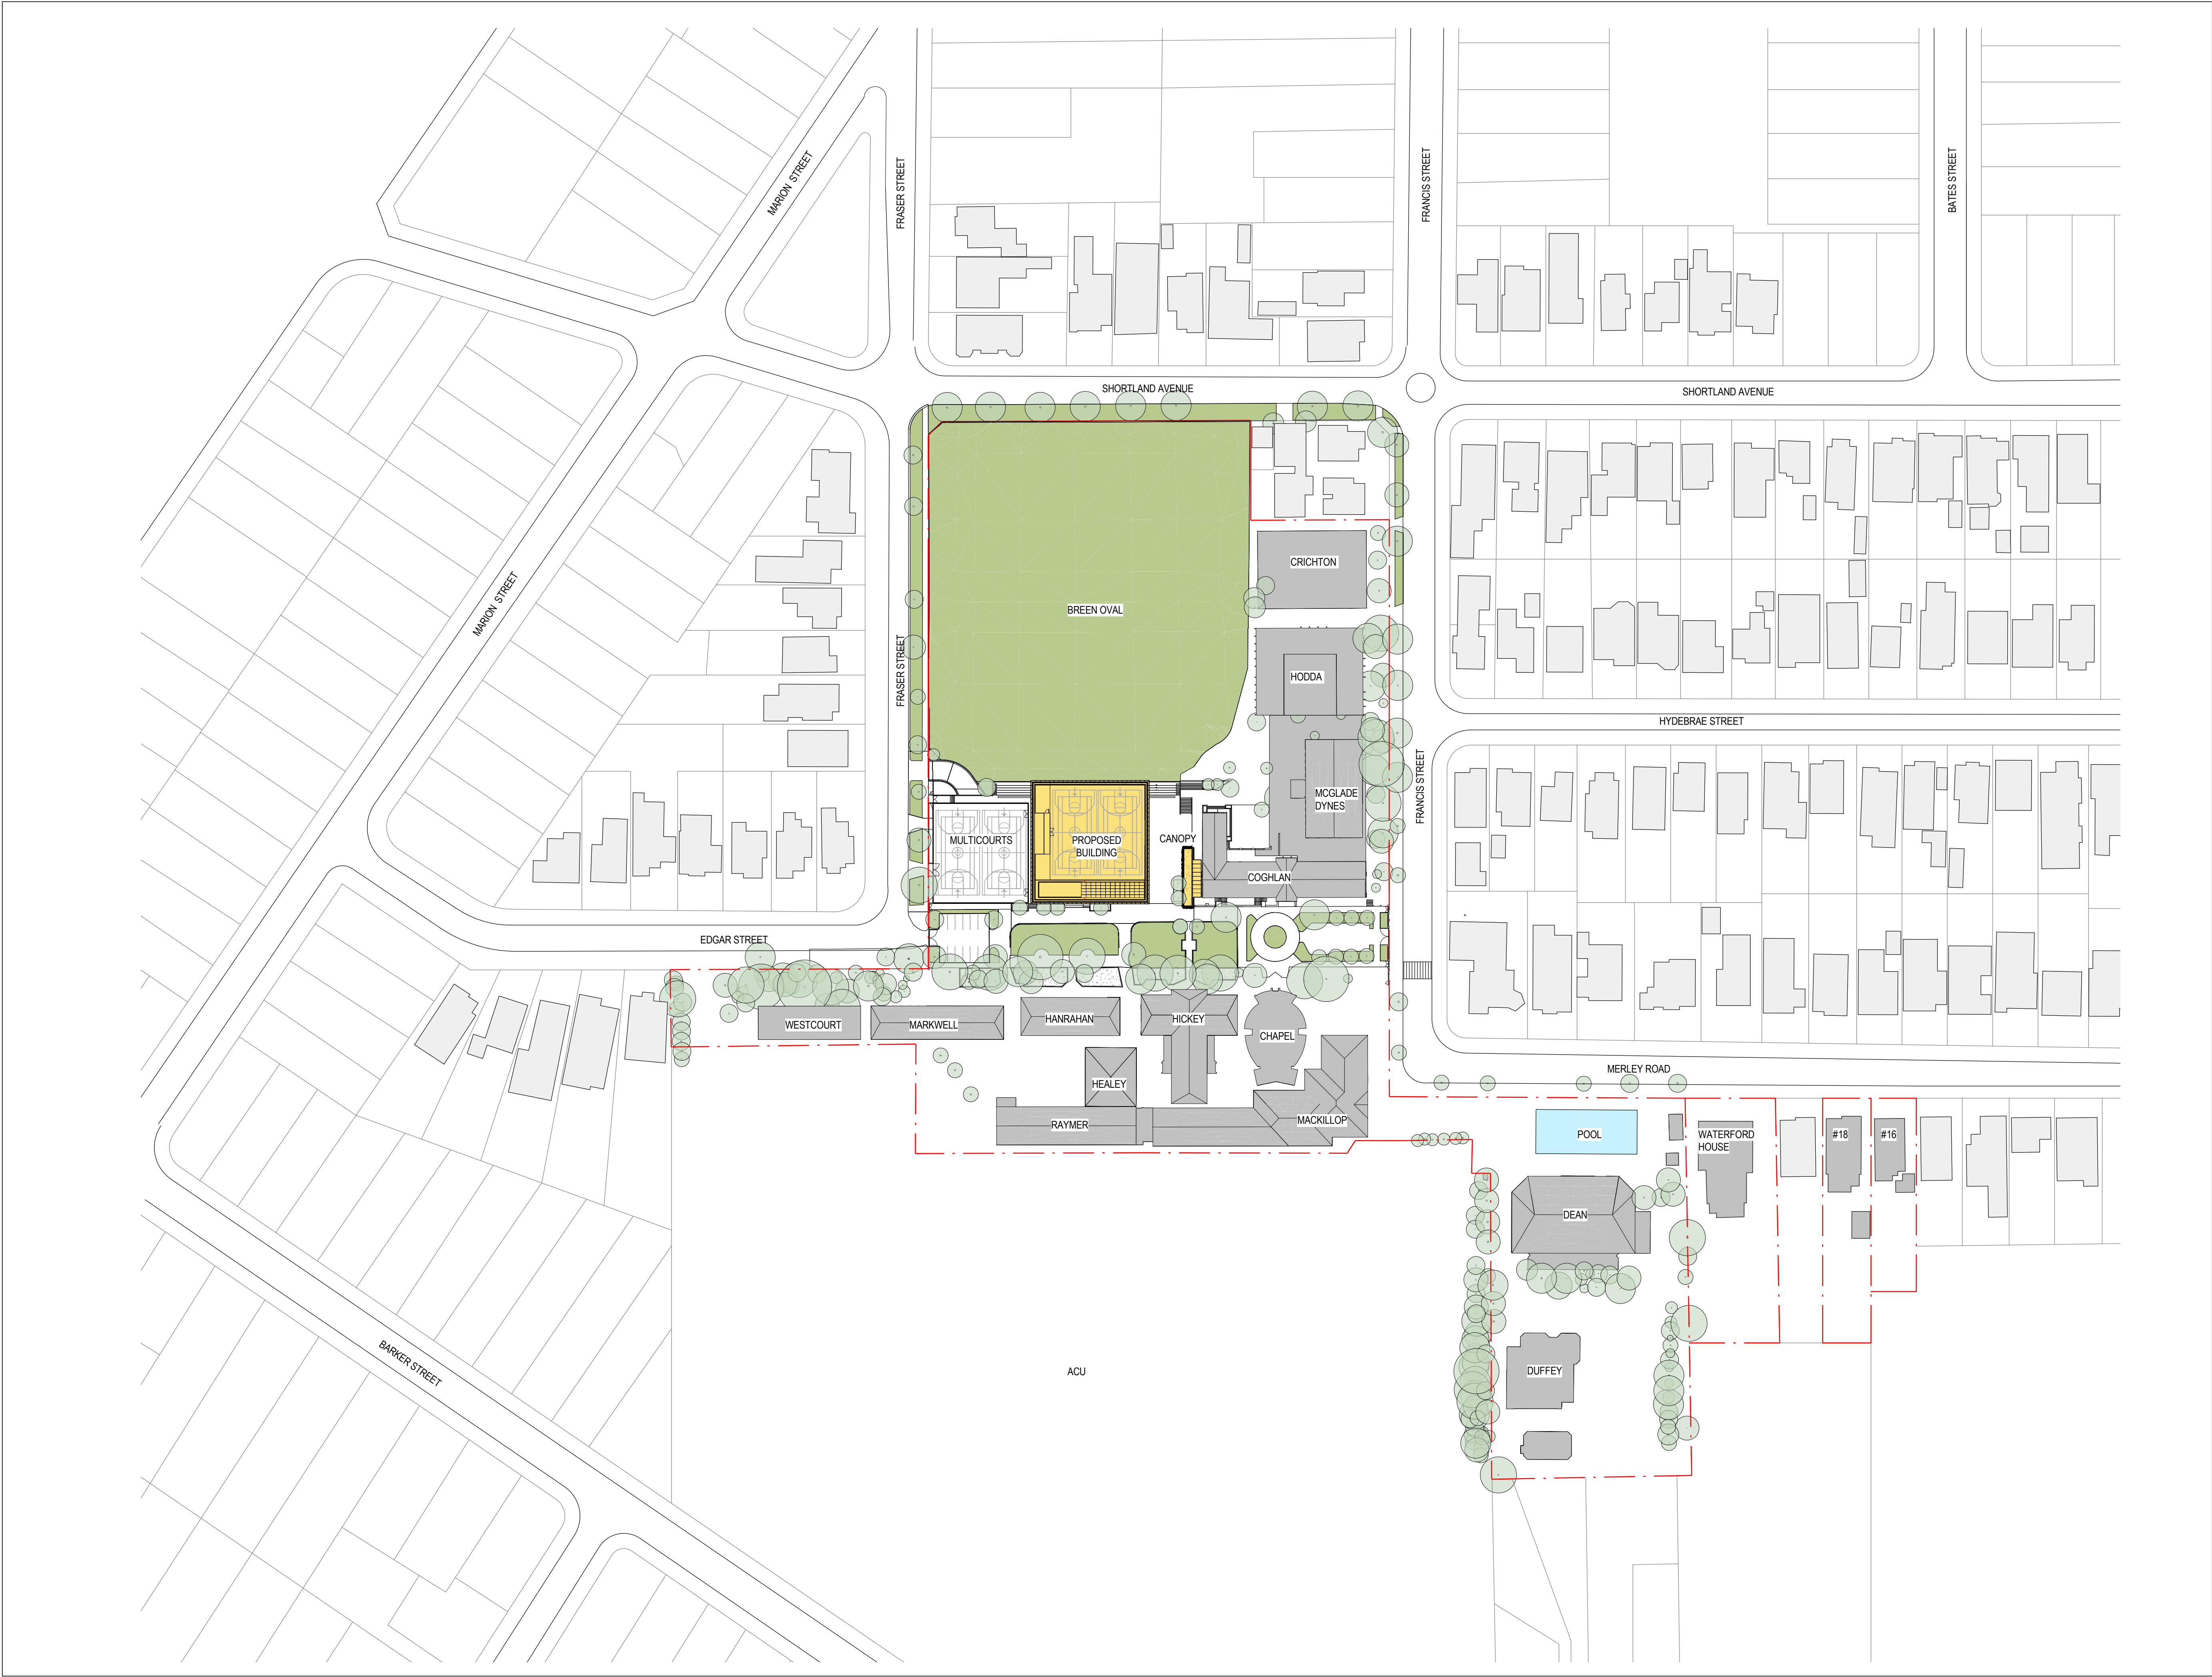 MARION STREET
FRASER STREET
FRANCIS STREET
BATES STREET
SHORTLAND AVENUE
SHORTLAND AVENUE
CRICHTON
MARION STREET
BREEN OVAL
FRASER STREET
HODDA
HYDEBRAE STREET
FRANCIS STREET
MCGLADE
DYNES
MULTICOURTS
PROPOSED
BUILDING
CANOPY
COGHLAN
EDGAR STREET
WESTCOURT
MARKWELL
HANRAHAN
HICKEY
CHAPEL
MERLEY ROAD
HEALEY
RAYMER
MACKILLOP
POOL
WATERFORD
HOUSE
#18
#16
DEAN
BARKER STREET
ACU
DUFFEY